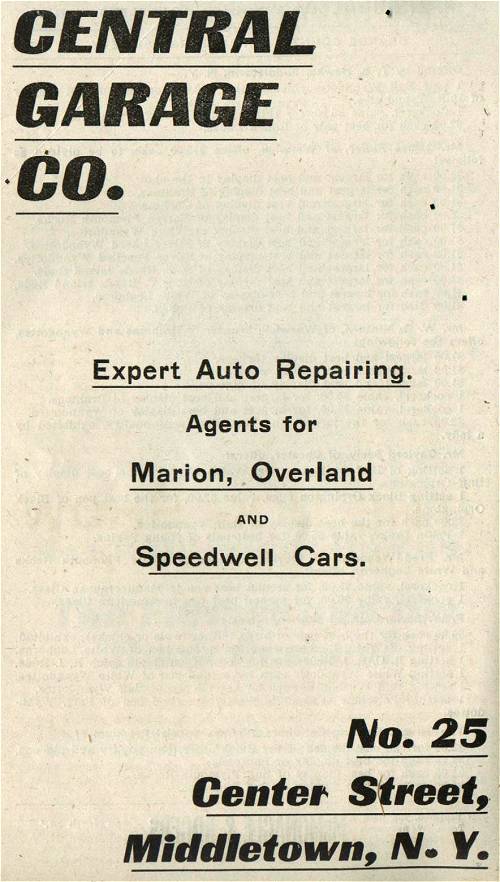 CENTRAL
GARAGE
CO.
Expert Auto Repairing.
Agents for
Marion, Overland
AND
Speedwell Cars.
No. 25
Center Street,
Middletown, N. Y.